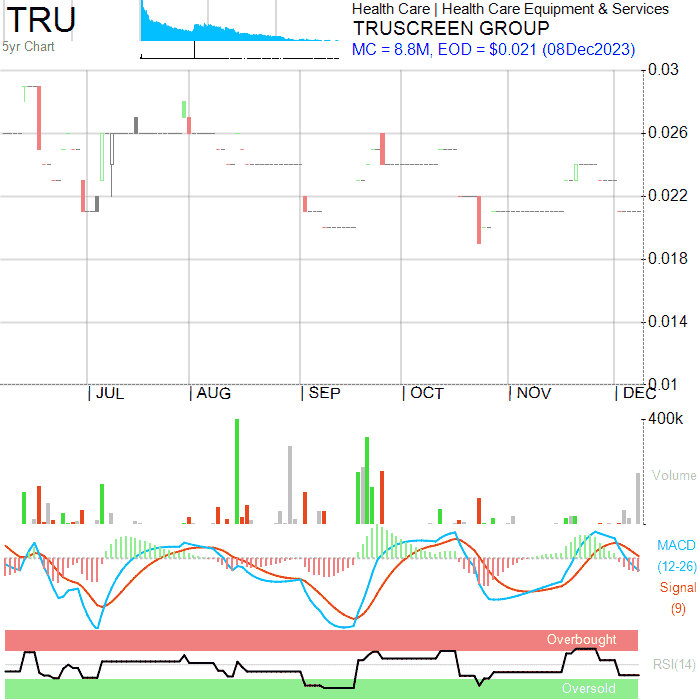 TRU
5yr Chart
Health Care | Health Care Equipment & Services
TRUSCREEN GROUP
MC = 8.8M, EOD = $0.021 (08Dec2023)
0.03
0.026
0.022
0.018
0.014
0.01
JUL
AUG
SEP
OCT
NOV
DEC
400k
Volume
MACD
(12-26)
Signal
(9)
Overbought
RSI(14)
Oversold